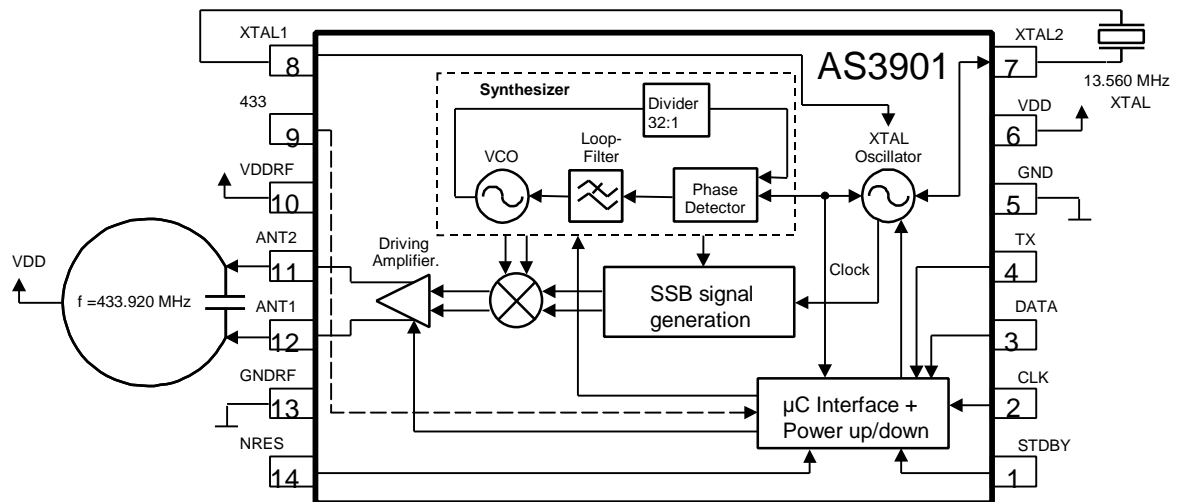 XTAL1
8
433
9
VDDRF
10
ANT2
11
ANT1
12
GNDRF
13
NRES
14
VDD
f =433.920 MHz
AS3901
Synthesizer
Divider
32:1
VCO
Loop-
Filter
Phase
Detector
XTAL
Oscillator
Driving
Amplifier.
SSB signal
generation
Clock
µC Interface +
Power up/down
XTAL2
7
13.560 MHz
XTAL
VDD
6
GND
5
TX
4
DATA
3
CLK
2
STDBY
1